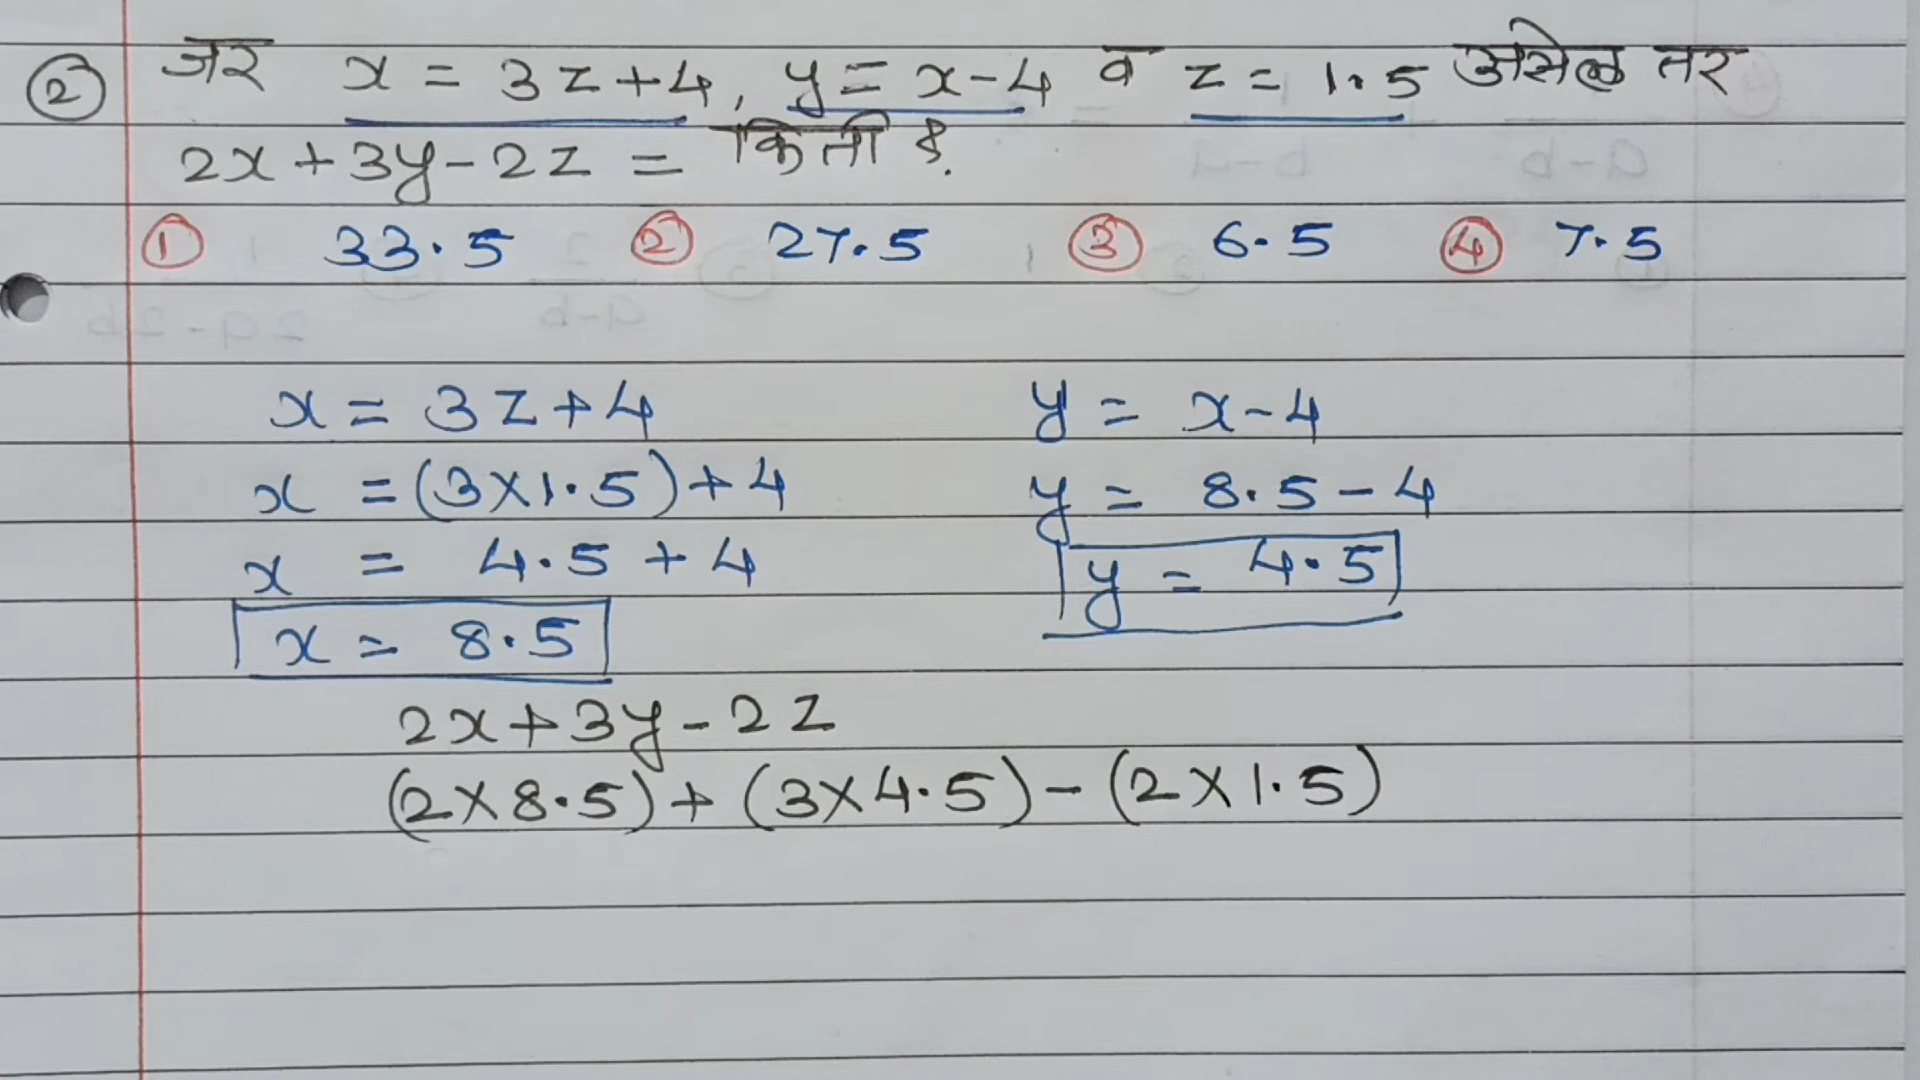 ② जर x = 3z+4, y = x-4 व z = 1.5 असेल तर
2x+3y-2z = किती ?.
① 33.5 ② 27.5 ③ 6.5 ④ 7.5
x = 3z+4
x = (3×1.5)+4
x = 4.5+4
x = 8.5
y = x-4
y = 8.5-4
y = 4.5
2x+3y-2z
(2×8.5)+(3×4.5)-(2×1.5)